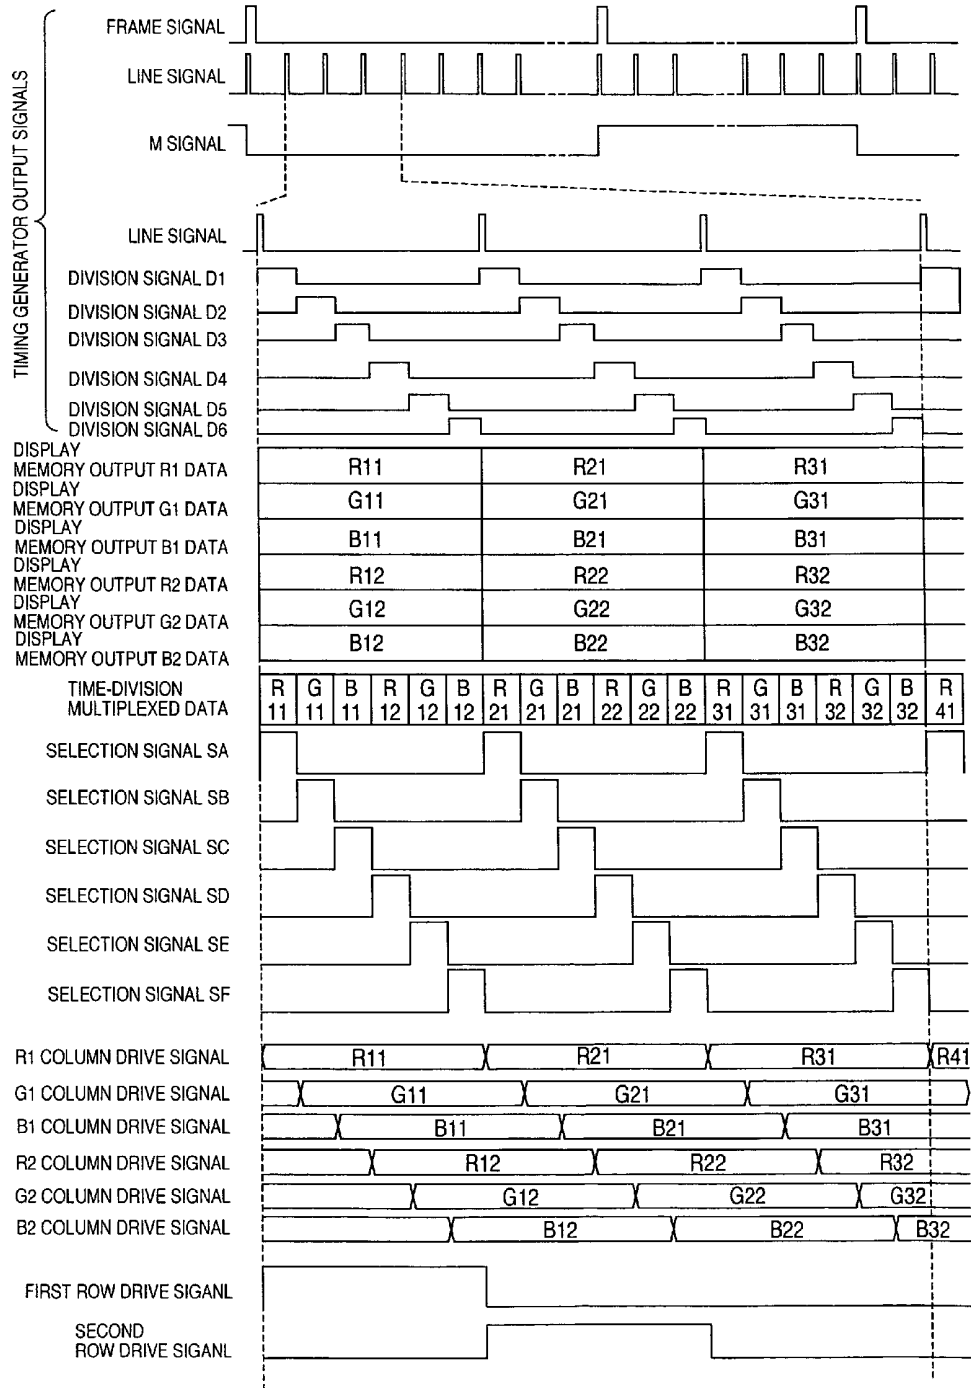 TIMING GENERATOR OUTPUT SIGNALS
FRAME SIGNAL
LINE SIGNAL
M SIGNAL
LINE SIGNAL
DIVISION SIGNAL D1
DIVISION SIGNAL D2
DIVISION SIGNAL D3
DIVISION SIGNAL D4
DIVISION SIGNAL D5
DIVISION SIGNAL D6
DISPLAY
MEMORY OUTPUT R1 DATA R11 R21 R31
DISPLAY
MEMORY OUTPUT G1 DATA G11 G21 G31
DISPLAY
MEMORY OUTPUT B1 DATA B11 B21 B31
DISPLAY
MEMORY OUTPUT R2 DATA R12 R22 R32
DISPLAY
MEMORY OUTPUT G2 DATA G12 G22 G32
DISPLAY
MEMORY OUTPUT B2 DATA B12 B22 B32
TIME-DIVISION R G B R G B R G B R G B R G B R G B R
MULTIPLEXED DATA 11 11 11 12 12 12 21 21 21 22 22 22 31 31 31 32 32 32 41
SELECTION SIGNAL SA
SELECTION SIGNAL SB
SELECTION SIGNAL SC
SELECTION SIGNAL SD
SELECTION SIGNAL SE
SELECTION SIGNAL SF
R1 COLUMN DRIVE SIGNAL R11 R21 R31 R41
G1 COLUMN DRIVE SIGNAL G11 G21 G31
B1 COLUMN DRIVE SIGNAL B11 B21 B31
R2 COLUMN DRIVE SIGNAL R12 R22 R32
G2 COLUMN DRIVE SIGNAL G12 G22 G32
B2 COLUMN DRIVE SIGNAL B12 B22 B32
FIRST ROW DRIVE SIGANL
SECOND
ROW DRIVE SIGANL